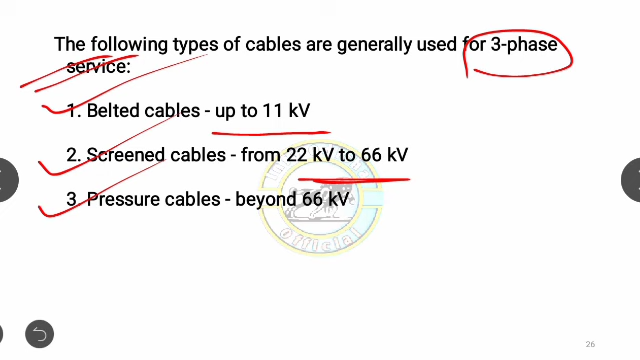 The following types of cables are generally used for 3-phase
service:
1. Belted cables - up to 11 kV
2. Screened cables - from 22 kV to 66 kV
3. Pressure cables - beyond 66 kV
Official
26